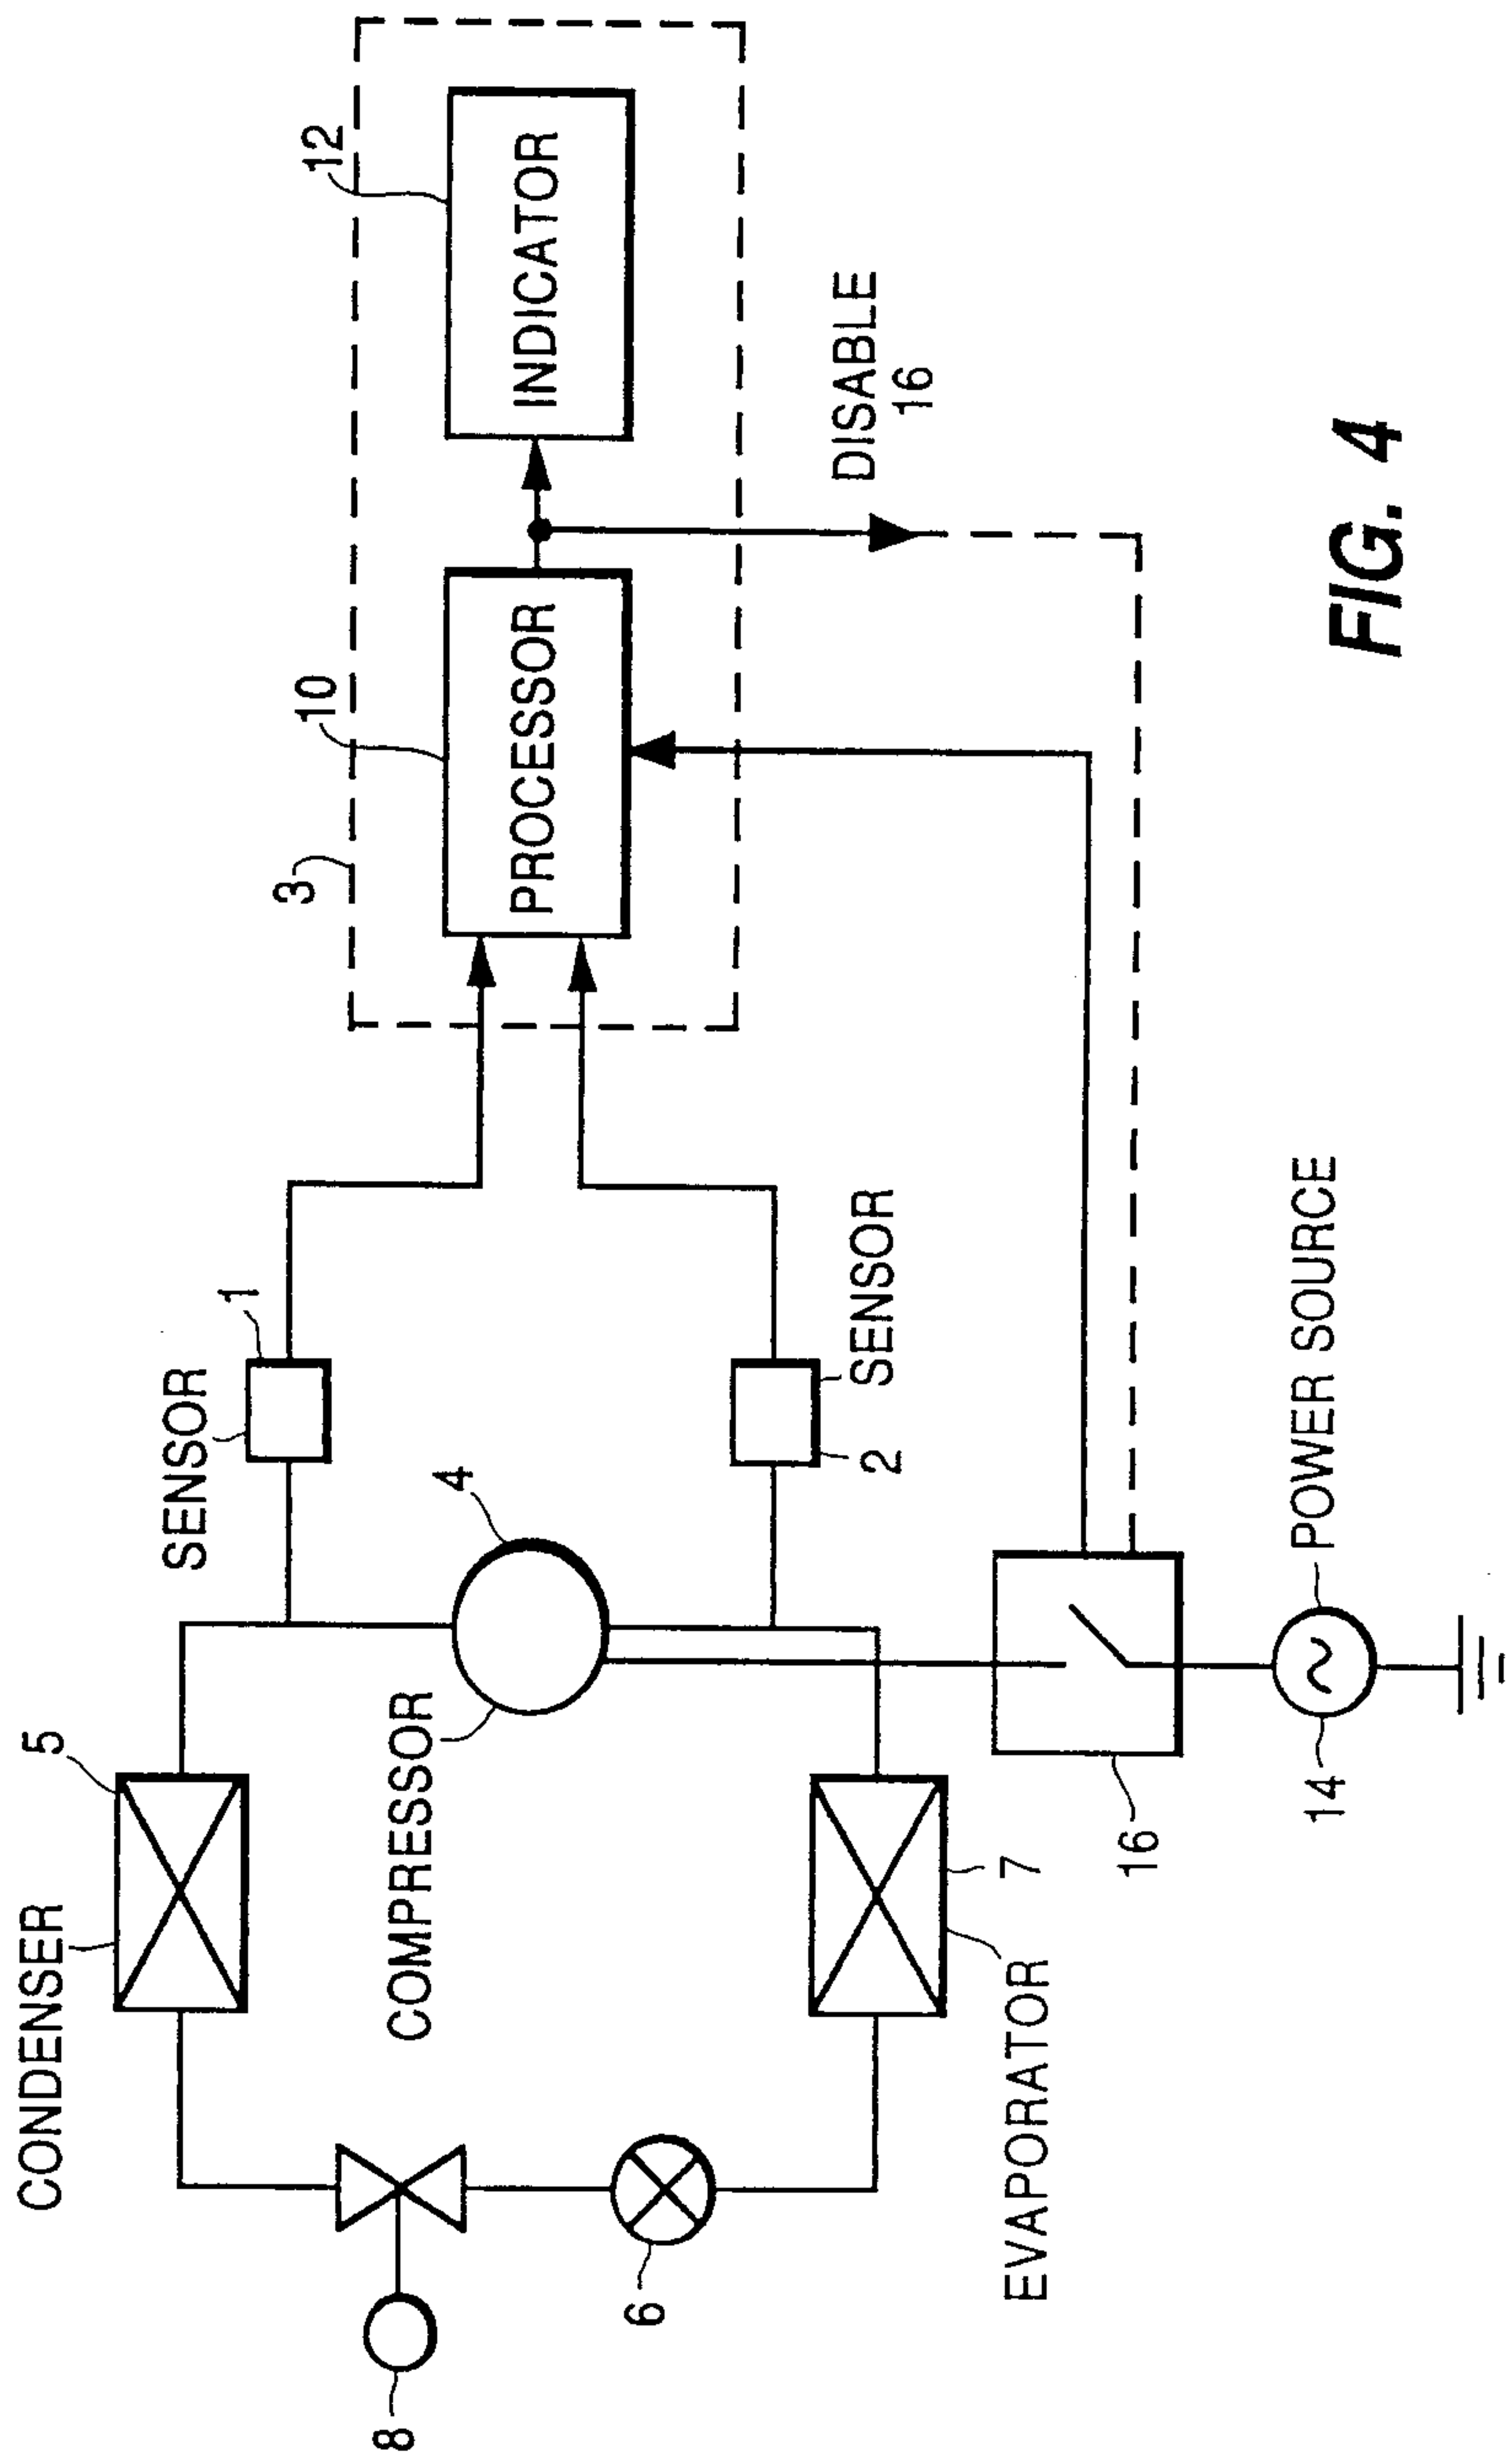 CONDENSER
5
SENSOR
1
8
COMPRESSOR
4
3
10
PROCESSOR
12
INDICATOR
6
2
SENSOR
DISABLE
16
EVAPORATOR
7
16
14
POWER SOURCE
FIG. 4